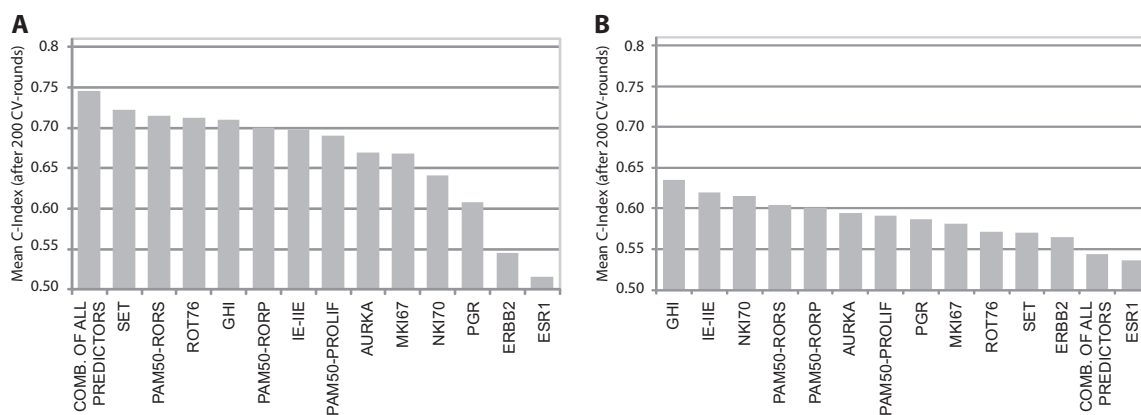 A
Mean C-Index (after 200 CV-rounds)
0.8
0.75
0.70
0.65
0.60
0.55
0.50
COMB. OF ALL
PREDICTORS
SET
PAM50-RORS
ROT76
GHI
PAM50-RORP
IE-IIE
PAM50-PROLIF
AURKA
MKI67
NKI70
PGR
ERBB2
ESR1
B
Mean C-Index (after 200 CV-rounds)
0.8
0.75
0.70
0.65
0.60
0.55
0.50
GHI
IE-IIE
NKI70
PAM50-RORS
PAM50-RORP
AURKA
PAM50-PROLIF
PGR
MKI67
ROT76
SET
ERBB2
COMB. OF ALL
PREDICTORS
ESR1